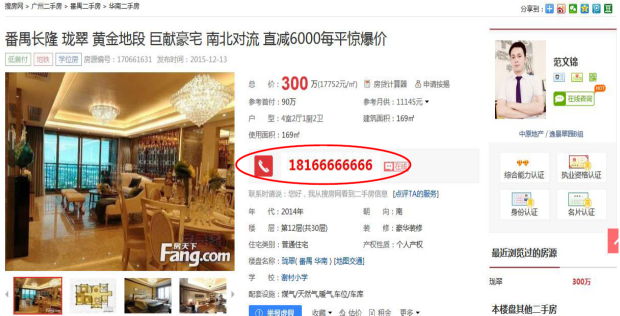 搜房网 > 广州二手房 > 番禺二手房 > 华南二手房
分享到：
番禺长隆 珑翠 黄金地段 巨献豪宅 南北对流 直减6000每平惊爆价
低首付 地铁 学位房 房源编号：170661631 发布时间：2015-12-13
总 价：300 万(17752元/㎡) 房贷计算器 申请按揭
参考首付：90万 参考月供：11145元
户 型：4室2厅1厨2卫 建筑面积：169㎡
使用面积：169㎡
18166666666
联系时请说：您好，我从搜房网看到二手房信息 [点评TA的服务]
年 代：2014年 朝 向：南
楼 层：第12层(共30层) 装 修：豪华装修
住宅类别：普通住宅 产权性质：个人产权
楼盘名称：珑翠( 番禺 华南 ) [地图交通]
学 校：谢村小学
配套设施：煤气/天然气,暖气,车位/车库
举报虚假 收藏 估价 租金 更多
房天下
Fang.com
范文锦
HOT
在线咨询
中原地产 / 逸景翠园B组
综合能力认证 执业资格认证
身份认证 名片认证
最近浏览过的房源
珑翠 300万
本楼盘其他二手房